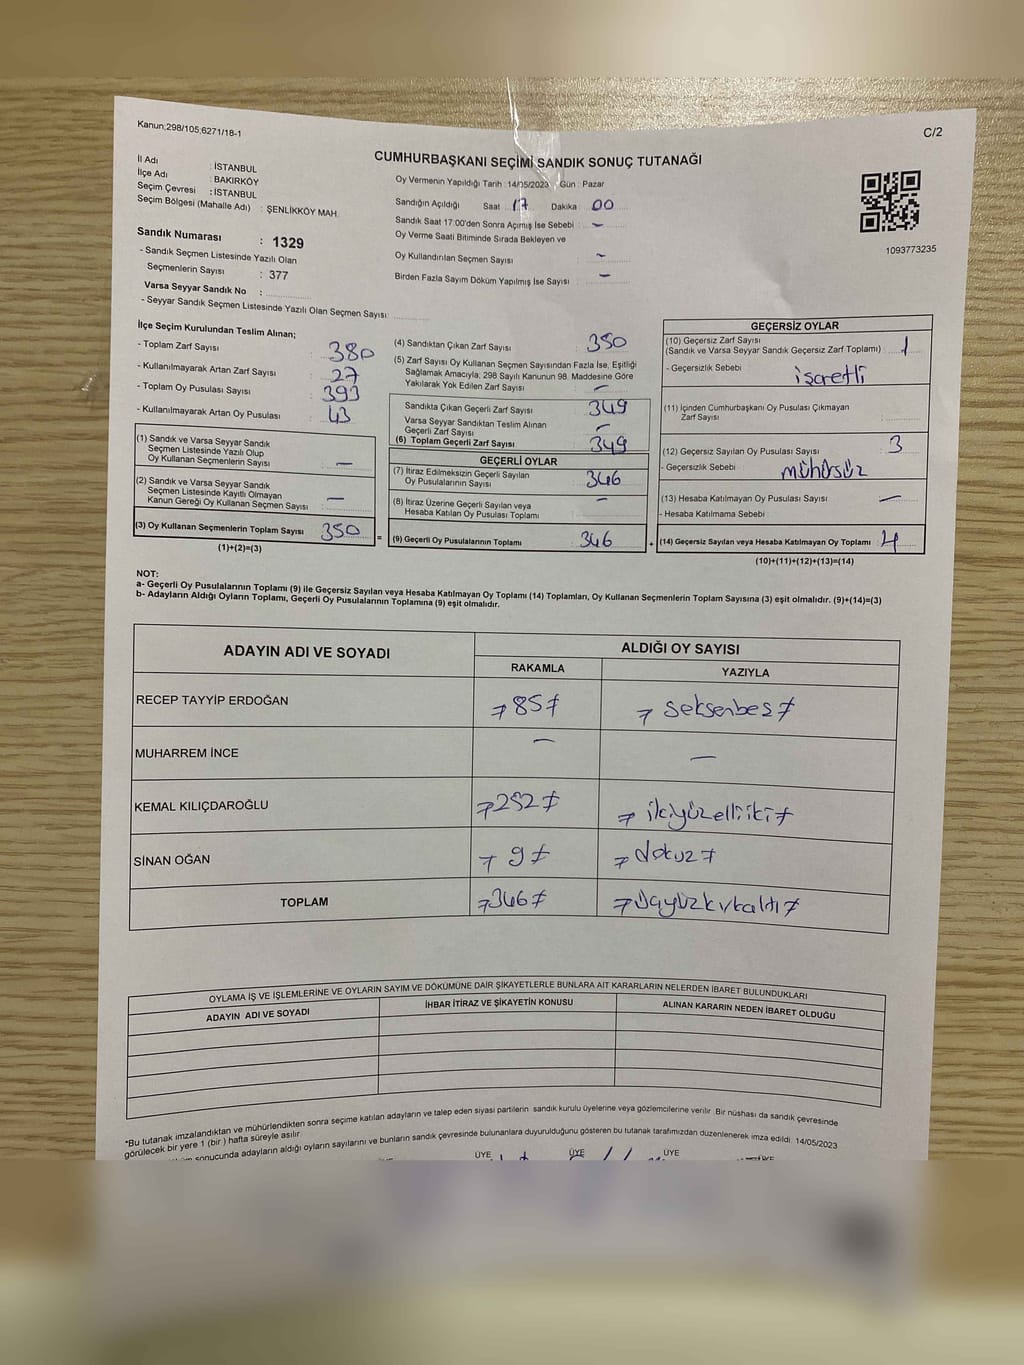 Kanun;298/105;6271/18-1
C/2
CUMHURBAŞKANI SEÇİMİ SANDIK SONUÇ TUTANAĞI
İl Adı : İSTANBUL
İlçe Adı : BAKIRKÖY
Seçim Çevresi : İSTANBUL
Seçim Bölgesi (Mahalle Adı) : ŞENLİKKÖY MAH.
Sandık Numarası : 1329
- Sandık Seçmen Listesinde Yazılı Olan
Seçmenlerin Sayısı : 377
Varsa Seyyar Sandık No :
- Seyyar Sandık Seçmen Listesinde Yazılı Olan Seçmen Sayısı:
Oy Vermenin Yapıldığı Tarih : 14/05/2023 Gün : Pazar
Sandığın Açıldığı Saat 17 Dakika 00
Sandık Saat 17.00'den Sonra Açımış İse Sebebi : -
Oy Verme Saati Bitiminde Sırada Bekleyen ve
Oy Kullandırılan Seçmen Sayısı : -
Birden Fazla Sayım Döküm Yapılmış İse Sayısı : -
1093773235
İlçe Seçim Kurulundan Teslim Alınan;
- Toplam Zarf Sayısı : 380
- Kullanılmayarak Artan Zarf Sayısı : 27
- Toplam Oy Pusulası Sayısı : 393
- Kullanılmayarak Artan Oy Pusulası : 43
(1) Sandık ve Varsa Seyyar Sandık
Seçmen Listesinde Yazılı Olup
Oy Kullanan Seçmenlerin Sayısı : -
(2) Sandık ve Varsa Seyyar Sandık
Seçmen Listesinde Kayıtlı Olmayan
Kanun Gereği Oy Kullanan Seçmen Sayısı : -
(3) Oy Kullanan Seçmenlerin Toplam Sayısı : 350
(1)+(2)=(3)
(4) Sandıktan Çıkan Zarf Sayısı : 350
(5) Zarf Sayısı Oy Kullanan Seçmen Sayısından Fazla İse, Eşitliği
Sağlamak Amacıyla; 298 Sayılı Kanunun 98. Maddesine Göre
Yakılarak Yok Edilen Zarf Sayısı : -
Sandıkta Çıkan Geçerli Zarf Sayısı : 349
Varsa Seyyar Sandıktan Teslim Alınan
Geçerli Zarf Sayısı : -
(6) Toplam Geçerli Zarf Sayısı : 349
GEÇERLİ OYLAR
(7) İtiraz Edilmeksizin Geçerli Sayılan
Oy Pusulalarının Sayısı : 346
(8) İtiraz Üzerine Geçerli Sayılan veya
Hesaba Katılan Oy Pusulası Toplamı : -
(9) Geçerli Oy Pusulalarının Toplamı : 346
GEÇERSİZ OYLAR
(10) Geçersiz Zarf Sayısı
(Sandık ve Varsa Seyyar Sandık Geçersiz Zarf Toplamı) : 1
- Geçersizlik Sebebi : işaretli
(11) İçinden Cumhurbaşkanı Oy Pusulası Çıkmayan
Zarf Sayısı :
(12) Geçersiz Sayılan Oy Pusulası Sayısı : 3
- Geçersizlik Sebebi : mühürsüz
(13) Hesaba Katılmayan Oy Pusulası Sayısı : -
- Hesaba Katılmama Sebebi :
(14) Geçersiz Sayılan veya Hesaba Katılmayan Oy Toplamı : 4
(10)+(11)+(12)+(13)=(14)
NOT:
a- Geçerli Oy Pusulalarının Toplamı (9) ile Geçersiz Sayılan veya Hesaba Katılmayan Oy Toplamı (14) Toplamları, Oy Kullanan Seçmenlerin Toplam Sayısına (3) eşit olmalıdır. (9)+(14)=(3)
b- Adayların Aldığı Oyların Toplamı, Geçerli Oy Pusulalarının Toplamına (9) eşit olmalıdır.
ADAYIN ADI VE SOYADI ALDIĞI OY SAYISI
RAKAMLA YAZIYLA
RECEP TAYYİP ERDOĞAN 85 seksenbeş
MUHARREM İNCE - -
KEMAL KILIÇDAROĞLU 252 ikiyüzelliiki
SİNAN OĞAN 9 dokuz
TOPLAM 346 üçyüzkırkaltı
OYLAMA İŞ VE İŞLEMLERİNE VE OYLARIN SAYIM VE DÖKÜMÜNE DAİR ŞİKAYETLERLE BUNLARA AİT KARARLARIN NELERDEN İBARET BULUNDUKLARI
ADAYIN ADI VE SOYADI İHBAR İTİRAZ VE ŞİKAYETİN KONUSU ALINAN KARARIN NEDEN İBARET OLDUĞU
*Bu tutanak imzalandıktan ve mühürlendikten sonra seçime katılan adayların ve talep eden siyasi partilerin sandık kurulu üyelerine veya gözlemcilerine verilir. Bir nüshası da sandık çevresinde
görülecek bir yere 1 (bir) hafta süreyle asılır.
sonucunda adayların aldığı oyların sayılarını ve bunların sandık çevresinde bulunanlara duyurulduğunu gösteren bu tutanak tarafımızdan düzenlenerek imza edildi. 14/05/2023
ÜYE ÜYE ÜYE ÜYE